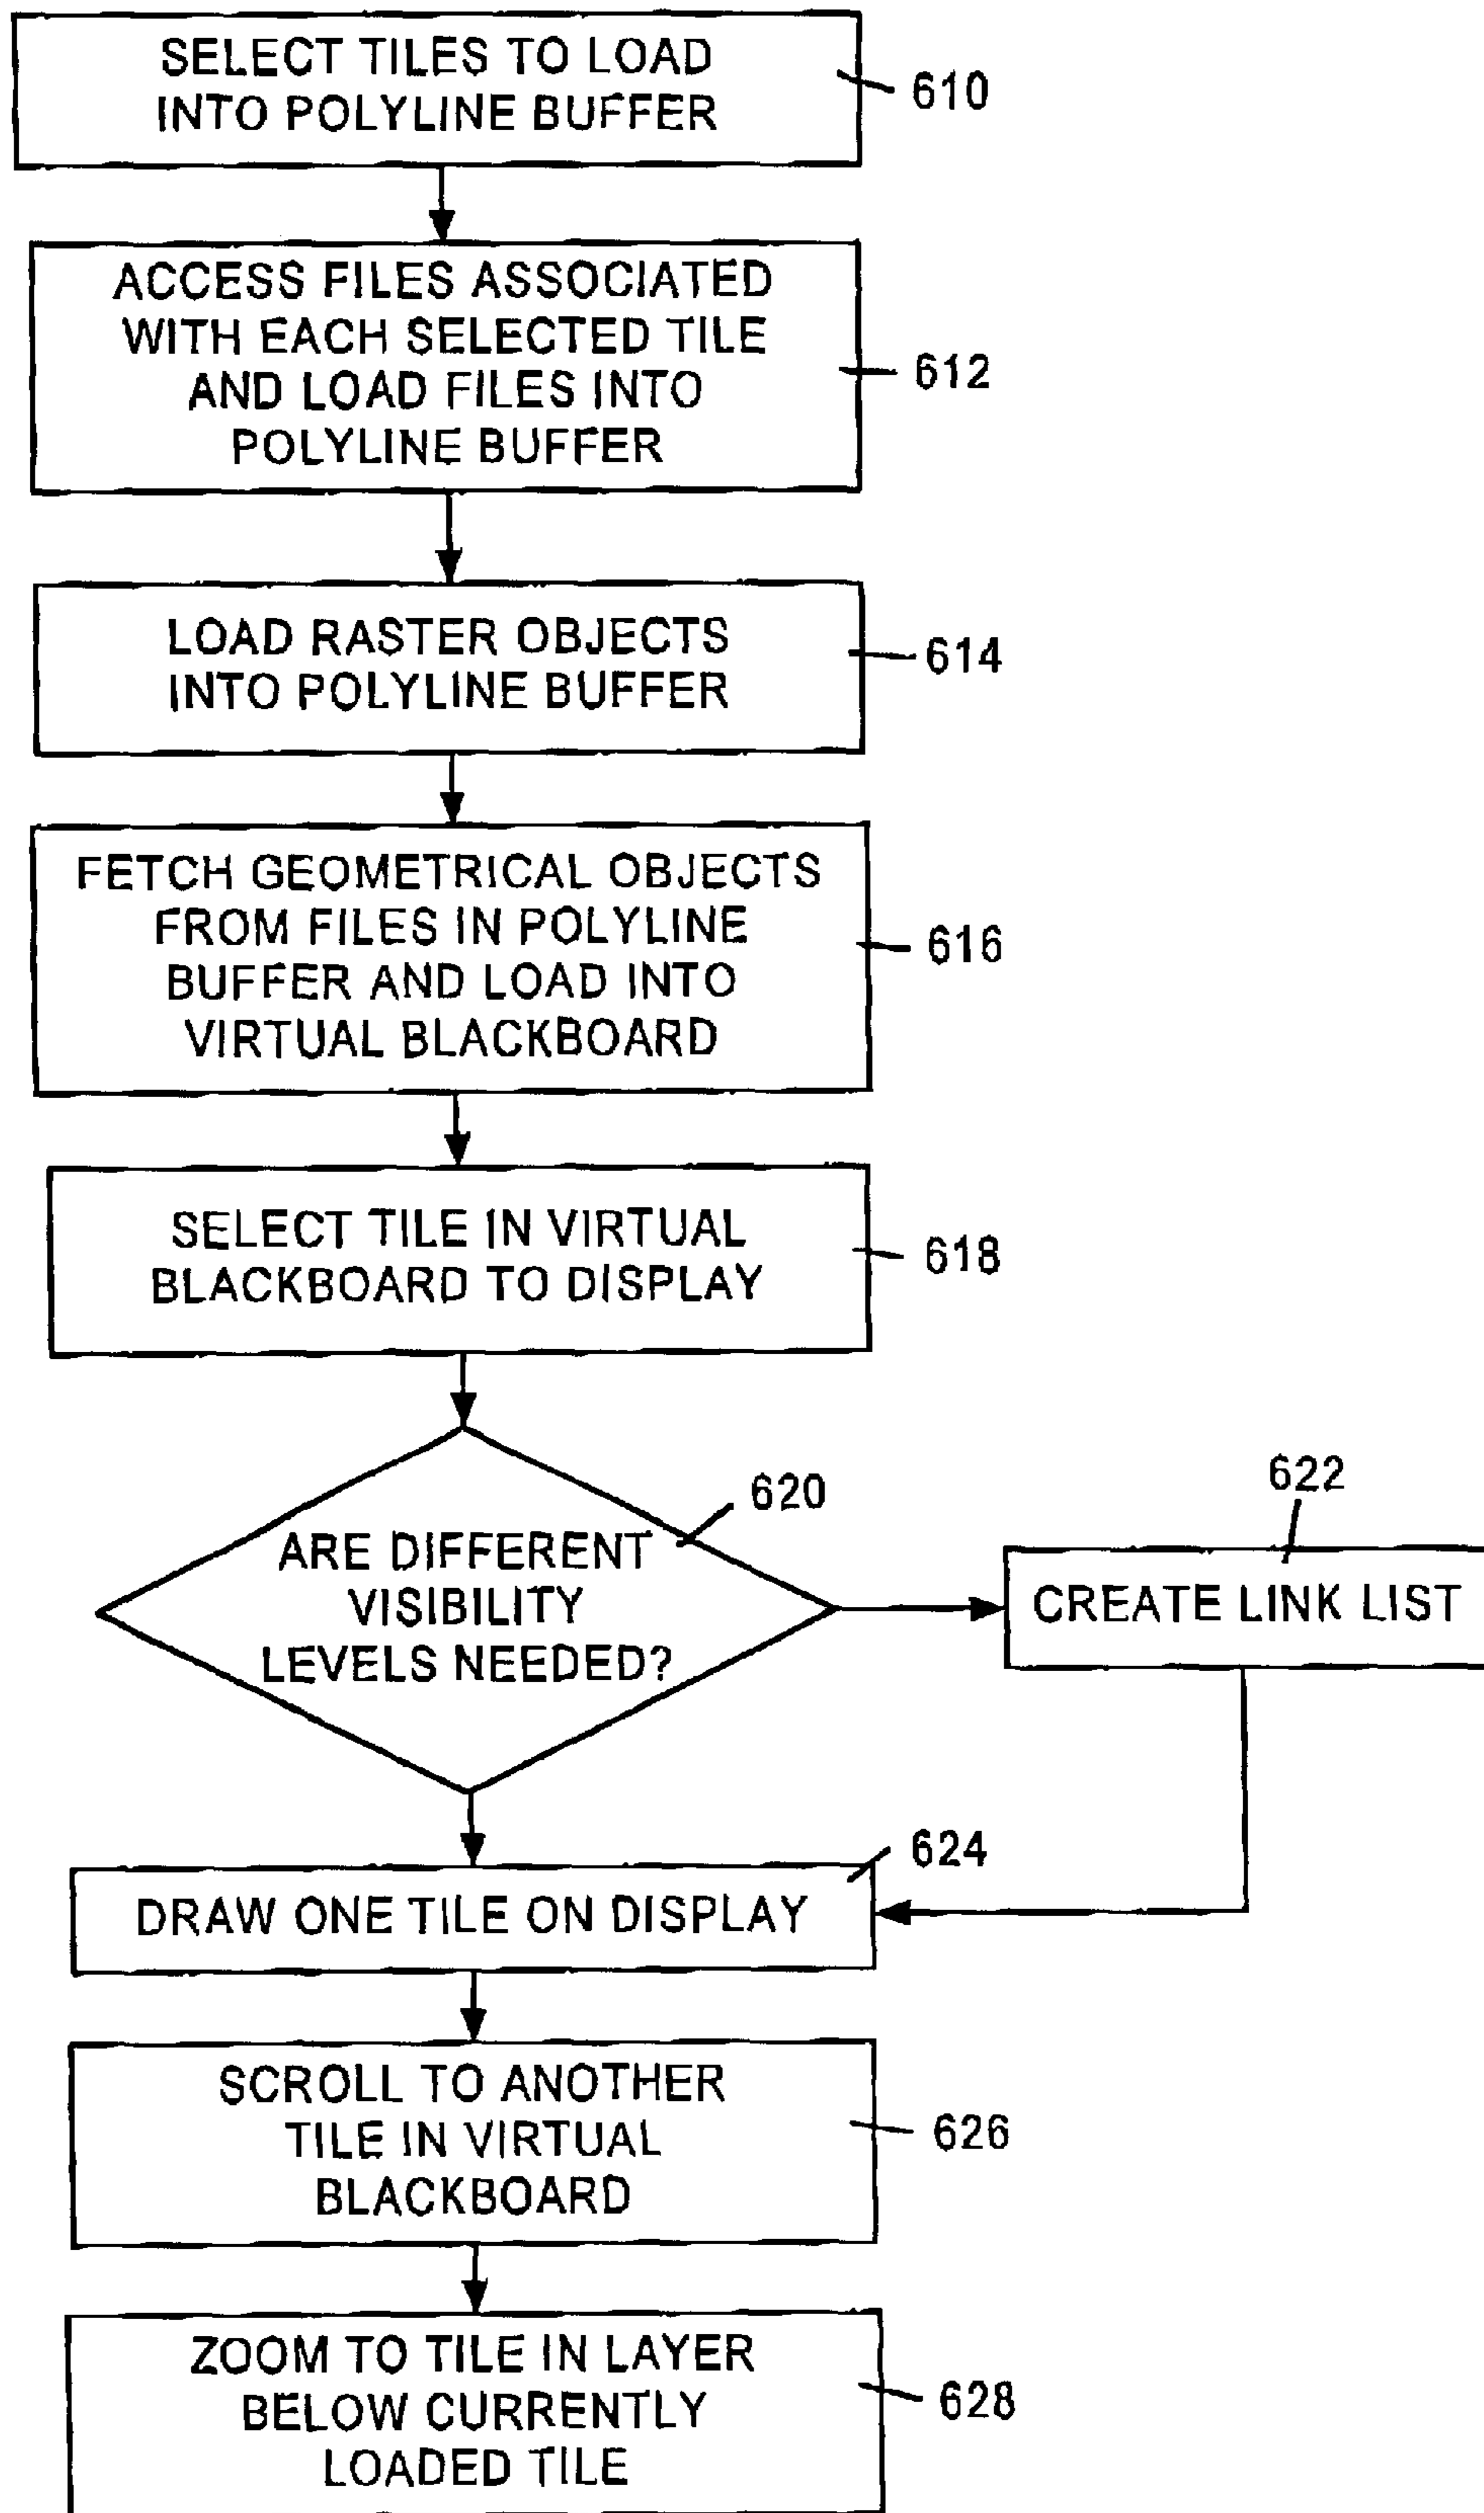 SELECT TILES TO LOAD
INTO POLYLINE BUFFER
610
ACCESS FILES ASSOCIATED
WITH EACH SELECTED TILE
AND LOAD FILES INTO
POLYLINE BUFFER
612
LOAD RASTER OBJECTS
INTO POLYLINE BUFFER
614
FETCH GEOMETRICAL OBJECTS
FROM FILES IN POLYLINE
BUFFER AND LOAD INTO
VIRTUAL BLACKBOARD
616
SELECT TILE IN VIRTUAL
BLACKBOARD TO DISPLAY
618
ARE DIFFERENT
VISIBILITY
LEVELS NEEDED?
620
622
CREATE LINK LIST
DRAW ONE TILE ON DISPLAY
624
SCROLL TO ANOTHER
TILE IN VIRTUAL
BLACKBOARD
626
ZOOM TO TILE IN LAYER
BELOW CURRENTLY
LOADED TILE
628